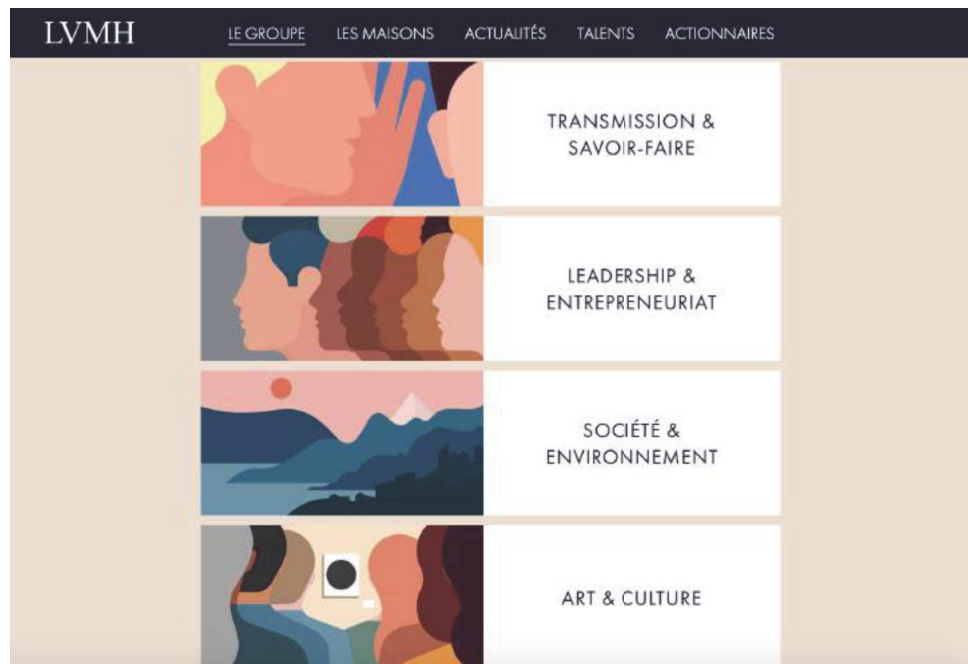 LVMH LE GROUPE LES MAISONS ACTUALITÉS TALENTS ACTIONNAIRES
TRANSMISSION &
SAVOIR-FAIRE
LEADERSHIP &
ENTREPRENEURIAT
SOCIÉTÉ &
ENVIRONNEMENT
ART & CULTURE